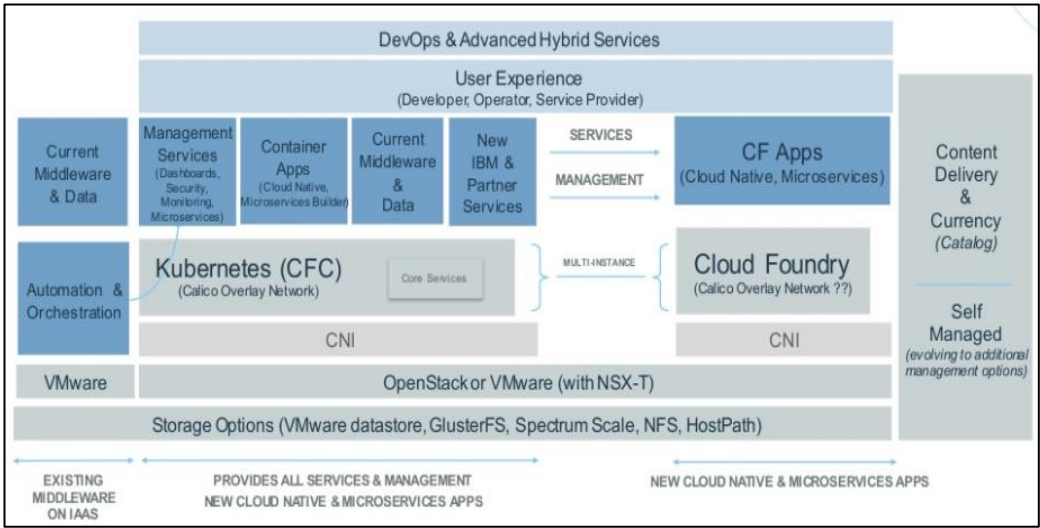 DevOps & Advanced Hybrid Services
User Experience
(Developer, Operator, Service Provider)
Current
Middleware
& Data
Management
Services
(Dashboards,
Security,
Monitoring,
Microservices)
Container
Apps
(Cloud Native,
Microservices Builder)
Current
Middleware
&
Data
New
IBM &
Partner
Services
SERVICES
MANAGEMENT
CF Apps
(Cloud Native, Microservices)
Automation &
Orchestration
Kubernetes (CFC)
(Calico Overlay Network)
Core Services
MULTI-INSTANCE
Cloud Foundry
(Calico Overlay Network ??)
CNI
CNI
VMware
OpenStack or VMware (with NSX-T)
Storage Options (VMware datastore, GlusterFS, Spectrum Scale, NFS, HostPath)
Content
Delivery
&
Currency
(Catalog)
Self
Managed
(evolving to additional
management options)
EXISTING
MIDDLEWARE
ON IAAS
PROVIDES ALL SERVICES & MANAGEMENT
NEW CLOUD NATIVE & MICROSERVICES APPS
NEW CLOUD NATIVE & MICROSERVICES APPS